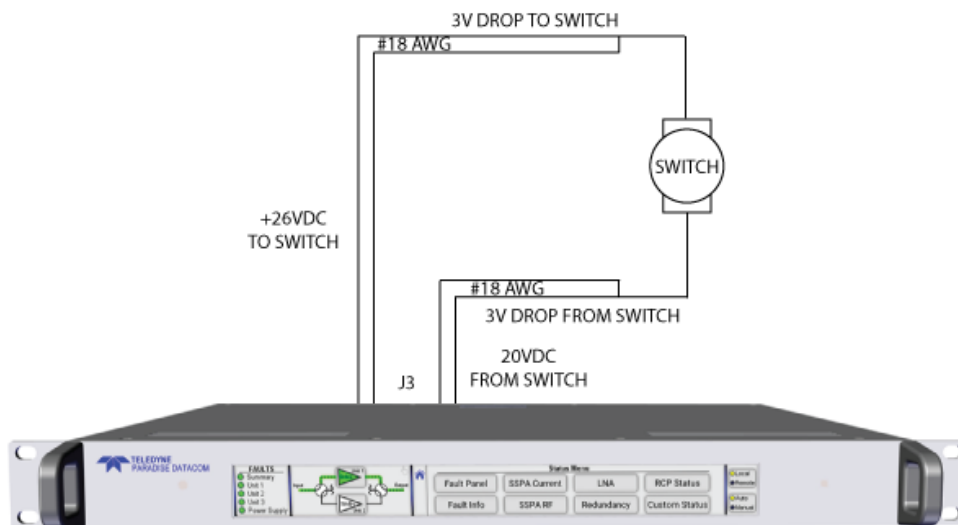 3V DROP TO SWITCH
#18 AWG
SWITCH
+26VDC
TO SWITCH
#18 AWG
3V DROP FROM SWITCH
J3
20VDC
FROM SWITCH
TELEDYNE
PARADISE DATACOM
FAULTS
Summary
Unit 1
Unit 2
Unit 3
Power Supply
Input
Output
Status Menu
Fault Panel
SSPA Current
LNA
RCP Status
Fault Info
SSPA RF
Redundancy
Custom Status
Local
Remote
Auto
Manual